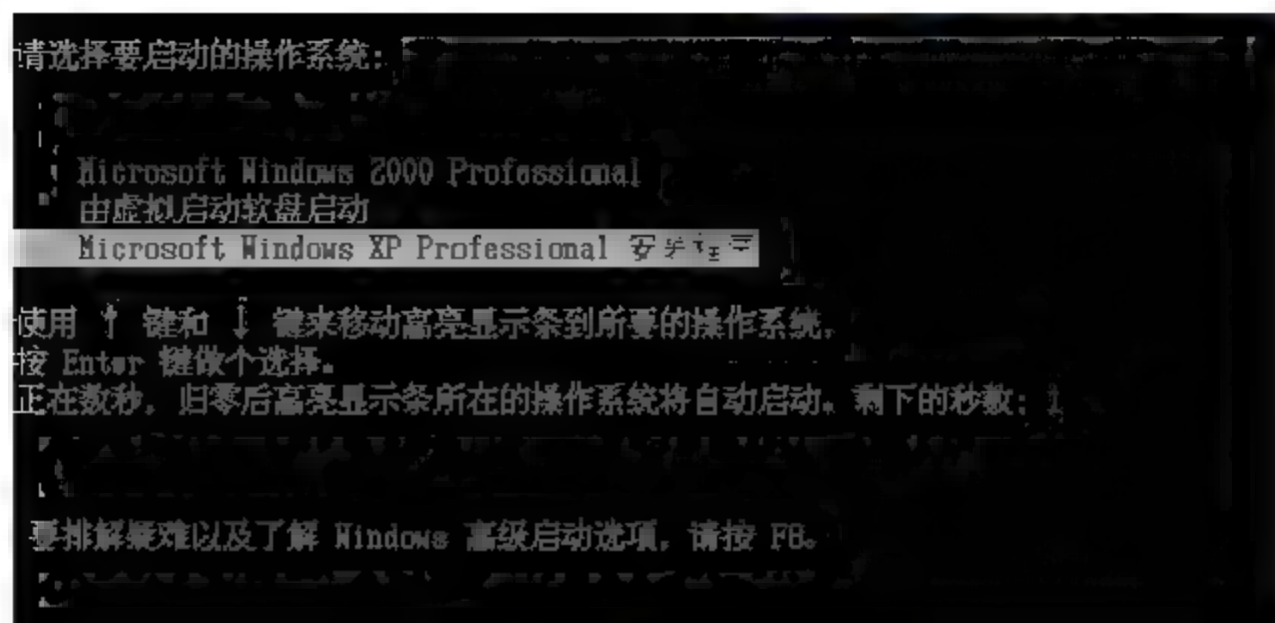 请选择要启动的操作系统：
Microsoft Windows 2000 Professional
由虚拟启动软盘启动
Microsoft Windows XP Professional
使用 ↑ 键和 ↓ 键来移动高亮显示条到所要的操作系统，
按 Enter 键做个选择。
正在数秒，归零后高亮显示条所在的操作系统将自动启动。剩下的秒数：1
要排解疑难以及了解 Windows 高级启动选项，请按 F8。